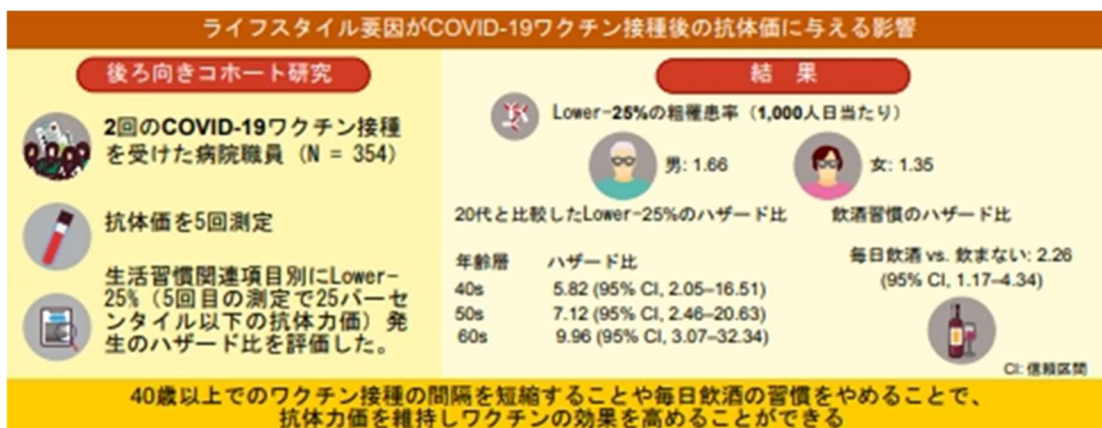 ライフスタイル要因がCOVID-19ワクチン接種後の抗体価に与える影響
後ろ向きコホート研究
2回のCOVID-19ワクチン接種
を受けた病院職員（N = 354）
抗体価を5回測定
生活習慣関連項目別にLower-
25%（5回目の測定で25パーセ
ンタイル以下の抗体力価）発
生のハザード比を評価した。
結 果
Lower-25%の粗罹患率（1,000人日当たり）
男: 1.66
女: 1.35
20代と比較したLower-25%のハザード比
年齢層 ハザード比
40s 5.82 (95% CI, 2.05–16.51)
50s 7.12 (95% CI, 2.46–20.63)
60s 9.96 (95% CI, 3.07–32.34)
飲酒習慣のハザード比
毎日飲酒 vs. 飲まない: 2.26
(95% CI, 1.17–4.34)
CI: 信頼区間
40歳以上でのワクチン接種の間隔を短縮することや毎日飲酒の習慣をやめることで、
抗体力価を維持しワクチンの効果を高めることができる